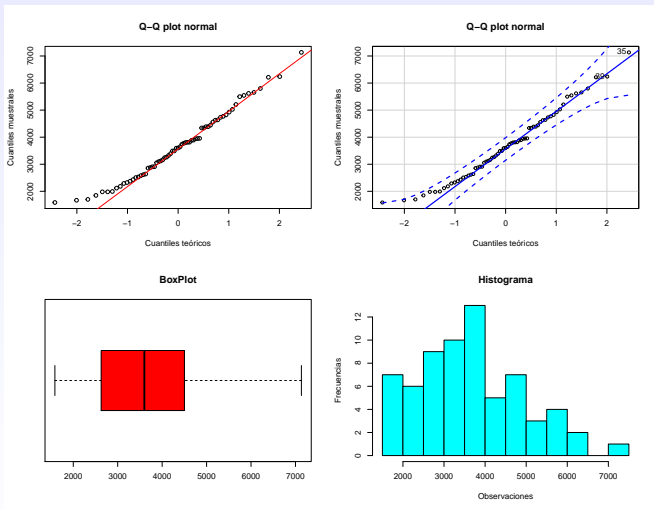 Q−Q plot normal
Cuantiles muestrales
2000 3000 4000 5000 6000 7000
−2 −1 0 1 2
Cuantiles teóricos
Q−Q plot normal
Cuantiles muestrales
2000 3000 4000 5000 6000 7000
35
−2 −1 0 1 2
Cuantiles teóricos
BoxPlot
2000 3000 4000 5000 6000 7000
Histograma
Frecuencias
0 2 4 6 8 10 12
2000 3000 4000 5000 6000 7000
Observaciones